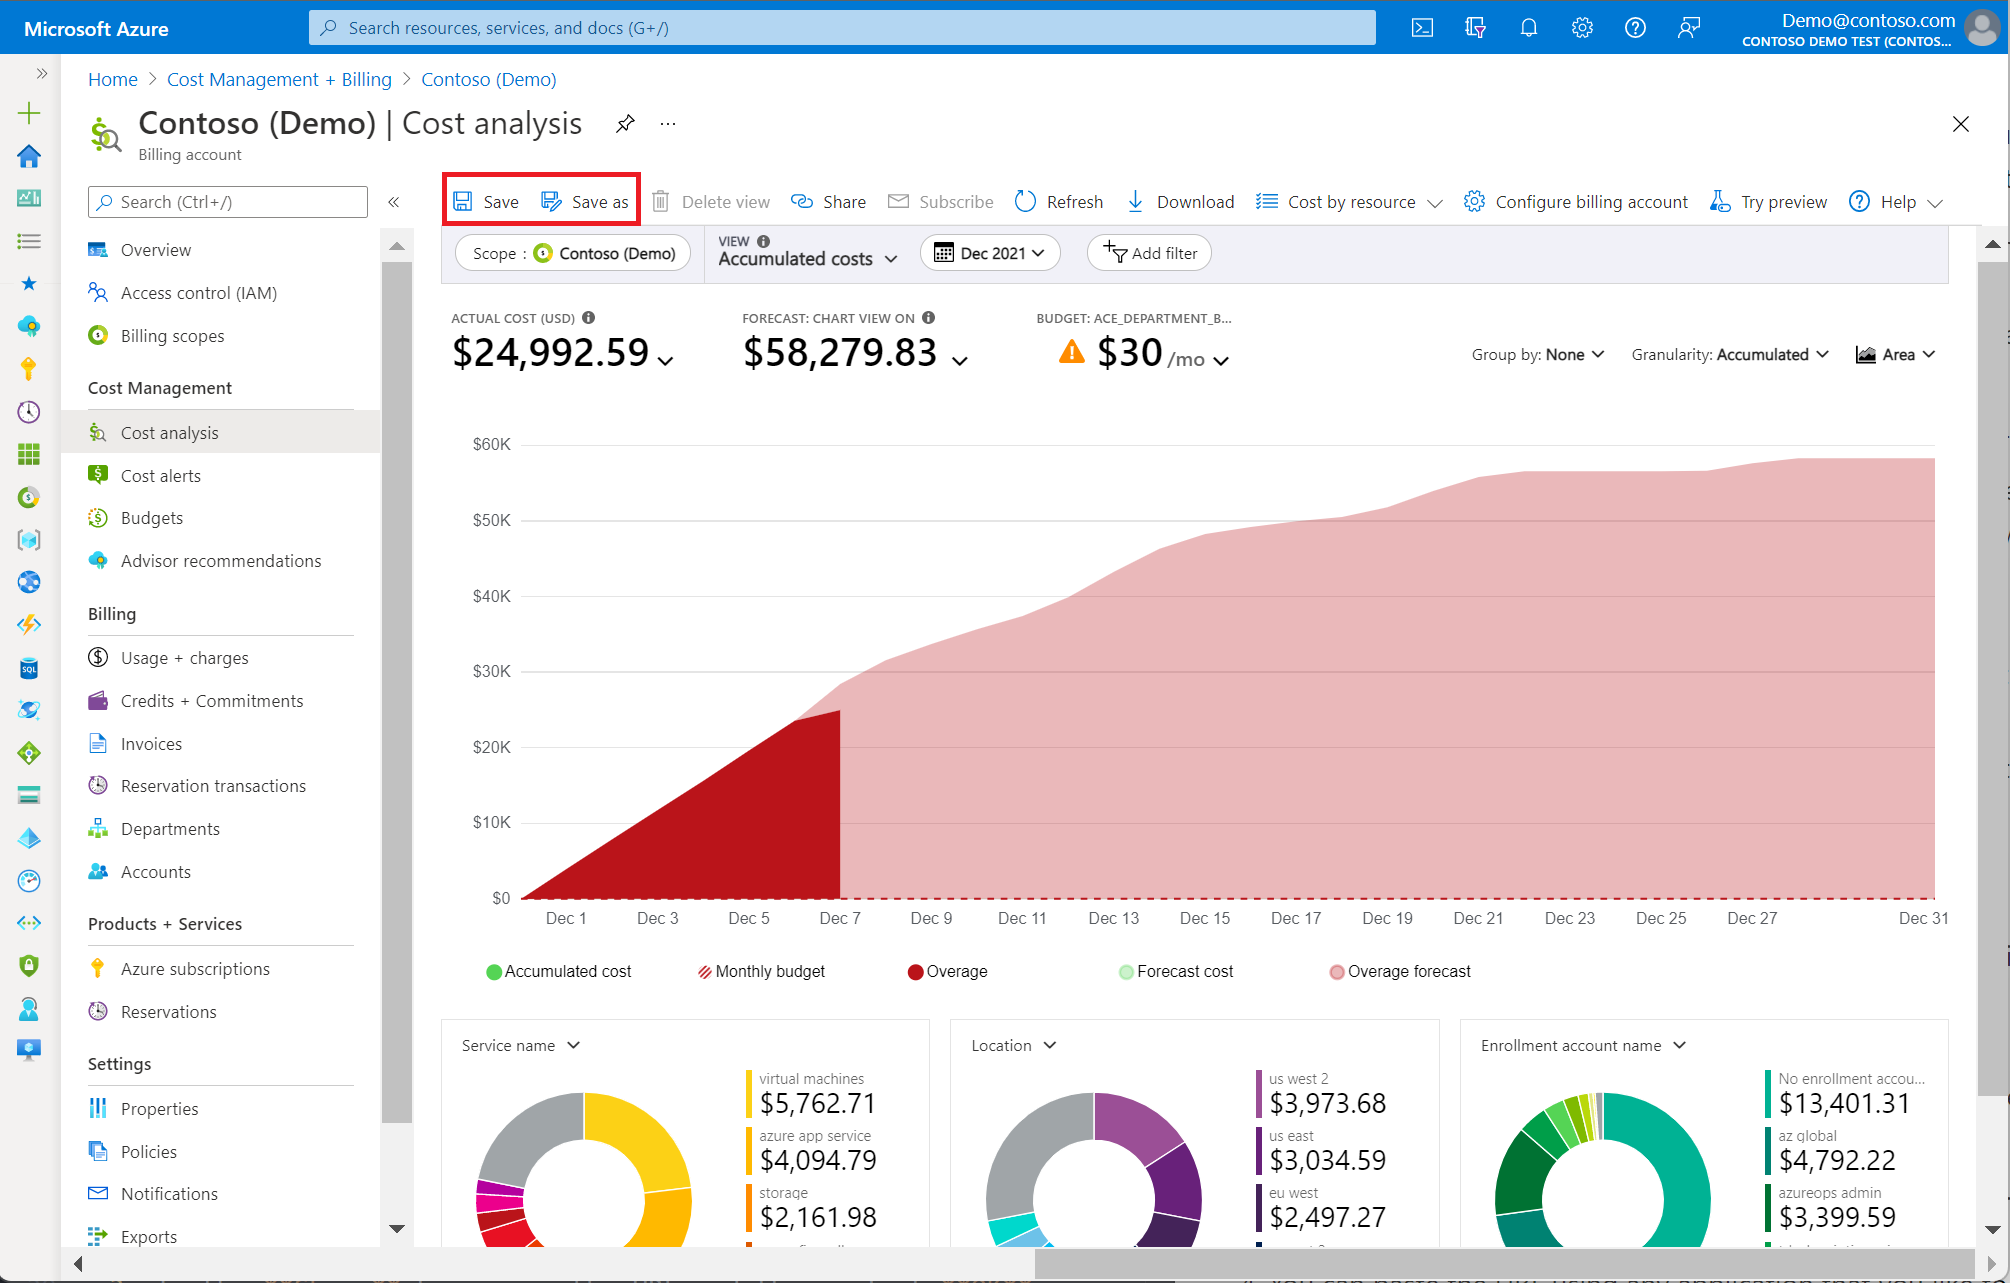 Microsoft Azure
Search resources, services, and docs (G+/)
Demo@contoso.com
CONTOSO DEMO TEST (CONTOS...
Home > Cost Management + Billing > Contoso (Demo)
Contoso (Demo) | Cost analysis
Billing account
Search (Ctrl+/)
Overview
Access control (IAM)
Billing scopes
Cost Management
Cost analysis
Cost alerts
Budgets
Advisor recommendations
Billing
Usage + charges
Credits + Commitments
Invoices
Reservation transactions
Departments
Accounts
Products + Services
Azure subscriptions
Reservations
Settings
Properties
Policies
Notifications
Exports
SQL
Save Save as Delete view Share Subscribe Refresh Download Cost by resource Configure billing account Try preview Help
Scope : Contoso (Demo)
VIEW
Accumulated costs
Dec 2021
Add filter
ACTUAL COST (USD)
$24,992.59
FORECAST: CHART VIEW ON
$58,279.83
BUDGET: ACE_DEPARTMENT_B...
$30 /mo
Group by: None
Granularity: Accumulated
Area
$60K
$50K
$40K
$30K
$20K
$10K
$0
Dec 1 Dec 3 Dec 5 Dec 7 Dec 9 Dec 11 Dec 13 Dec 15 Dec 17 Dec 19 Dec 21 Dec 23 Dec 25 Dec 27 Dec 31
Accumulated cost Monthly budget Overage Forecast cost Overage forecast
Service name
virtual machines
$5,762.71
azure app service
$4,094.79
storage
$2,161.98
Location
us west 2
$3,973.68
us east
$3,034.59
eu west
$2,497.27
Enrollment account name
No enrollment accou...
$13,401.31
az global
$4,792.22
azureops admin
$3,399.59